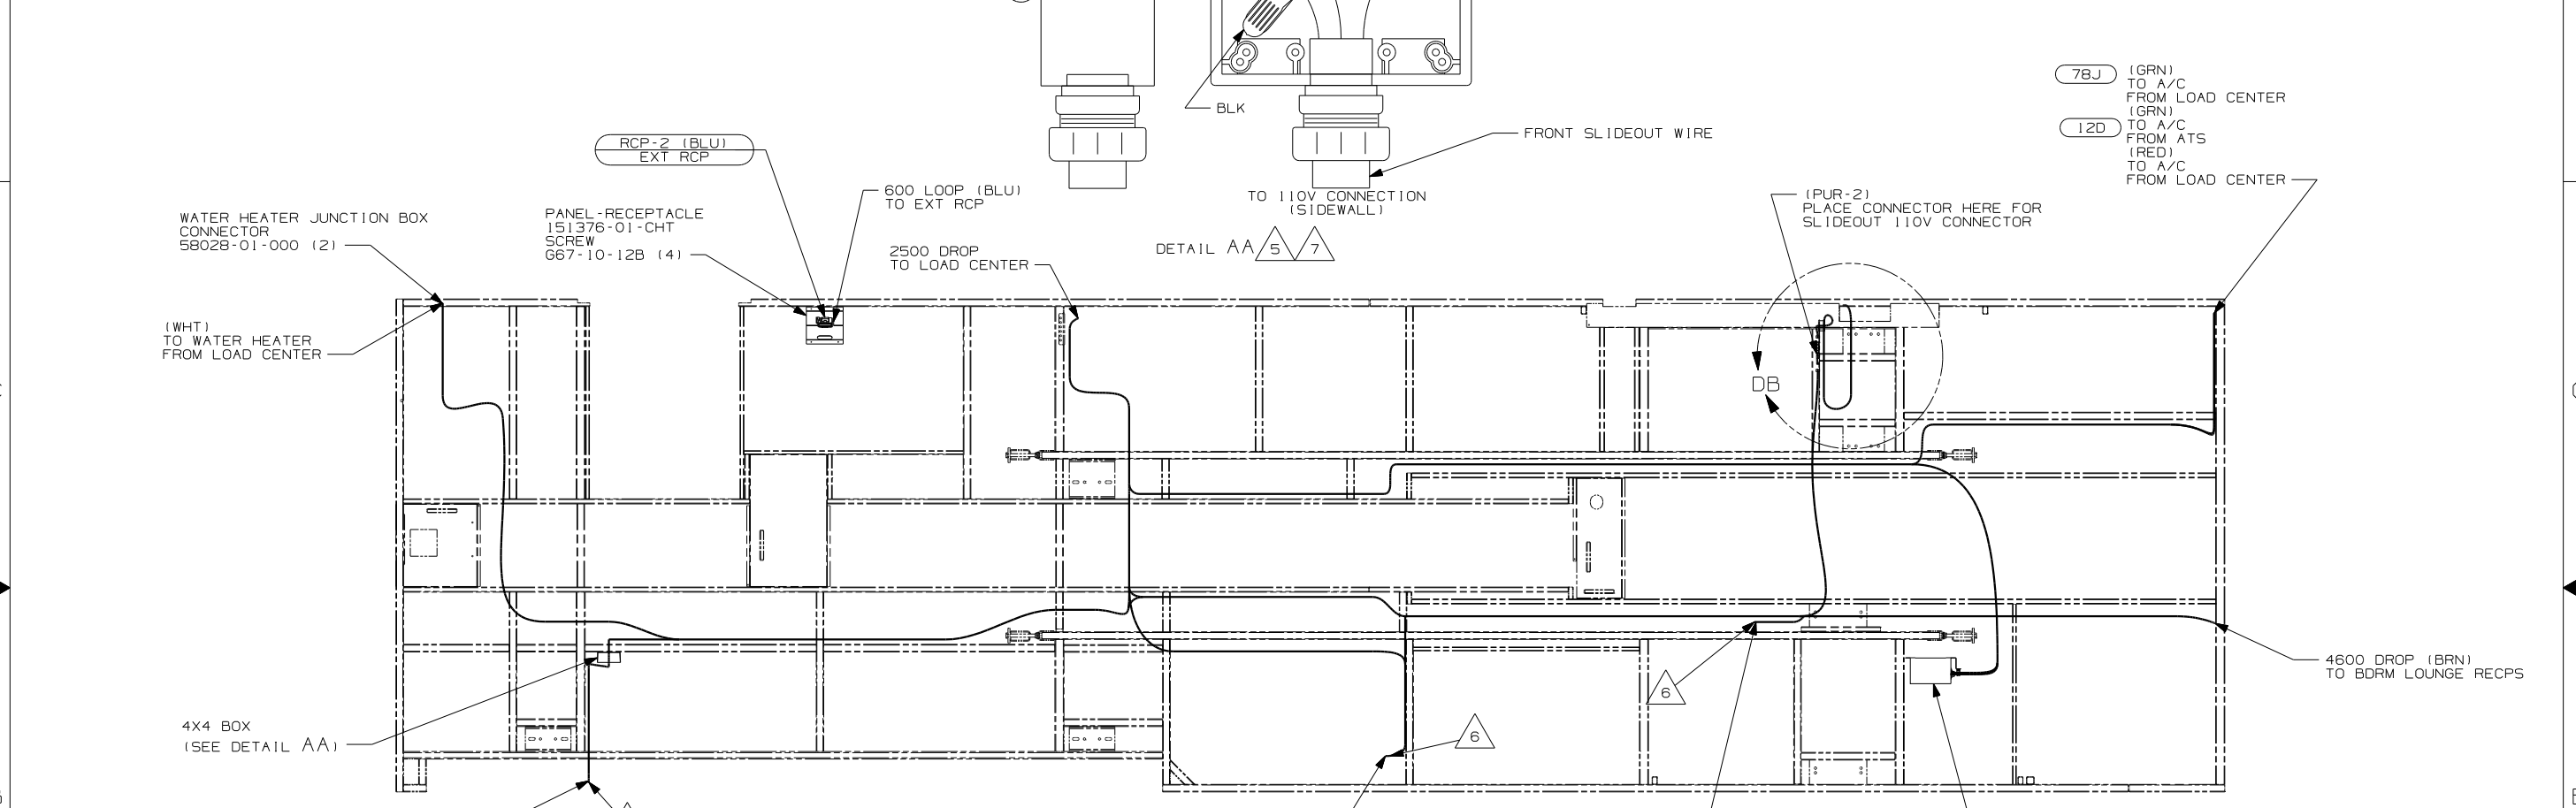 BLK
FRONT SLIDEOUT WIRE
TO 110V CONNECTION
(SIDEWALL)
DETAIL AA 5 7
78J (GRN)
TO A/C
FROM LOAD CENTER
(GRN)
12D TO A/C
FROM ATS
(RED)
TO A/C
FROM LOAD CENTER
RCP-2 (BLU)
EXT RCP
600 LOOP (BLU)
TO EXT RCP
WATER HEATER JUNCTION BOX
CONNECTOR
58028-01-000 (2)
PANEL-RECEPTACLE
151376-01-CHT
SCREW
G67-10-12B (4)
2500 DROP
TO LOAD CENTER
(PUR-2)
PLACE CONNECTOR HERE FOR
SLIDEOUT 110V CONNECTOR
(WHT)
TO WATER HEATER
FROM LOAD CENTER
DB
4600 DROP (BRN)
TO BDRM LOUNGE RECPS
6
6
4X4 BOX
(SEE DETAIL AA)